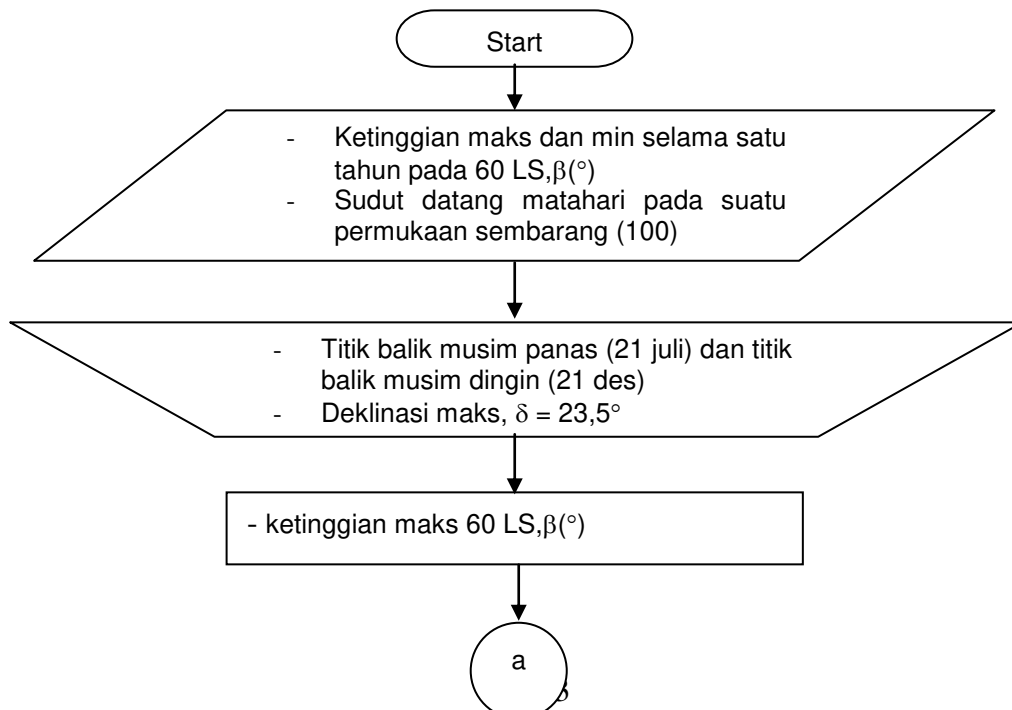 Start
- Ketinggian maks dan min selama satu
tahun pada 60 LS,β(°)
- Sudut datang matahari pada suatu
permukaan sembarang (100)
- Titik balik musim panas (21 juli) dan titik
balik musim dingin (21 des)
- Deklinasi maks, δ = 23,5°
- ketinggian maks 60 LS,β(°)
a